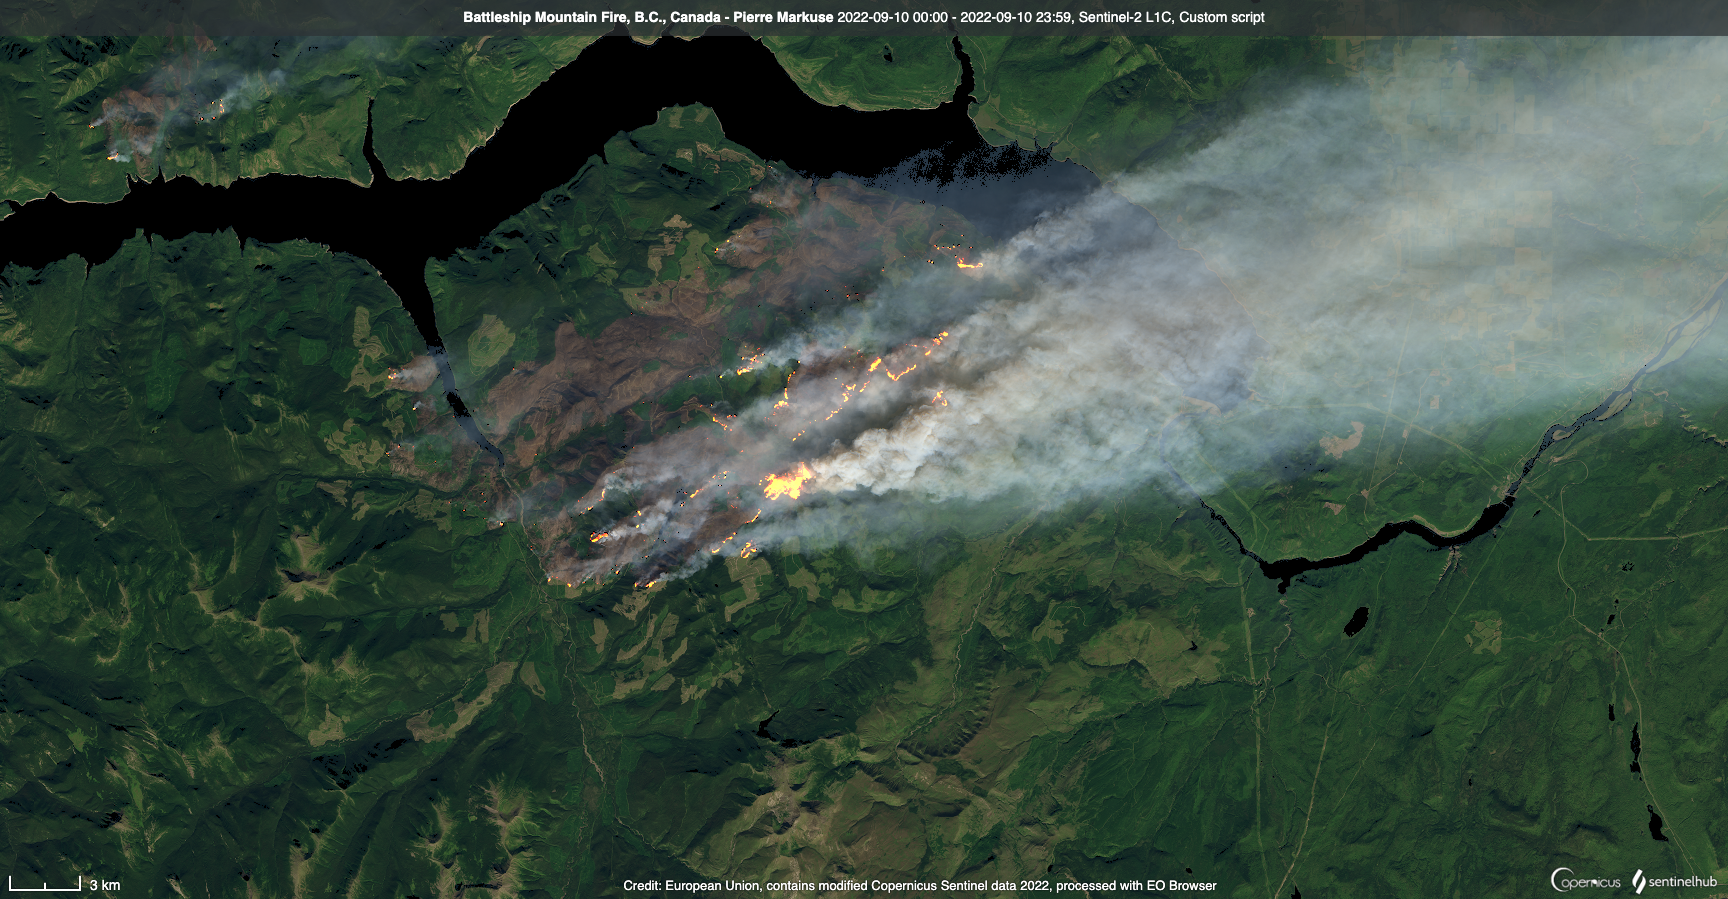 Battleship Mountain Fire, B.C., Canada - Pierre Markuse 2022-09-10 00:00 - 2022-09-10 23:59, Sentinel-2 L1C, Custom script
3 km
Credit: European Union, contains modified Copernicus Sentinel data 2022, processed with EO Browser
Copernicus
sentinelhub